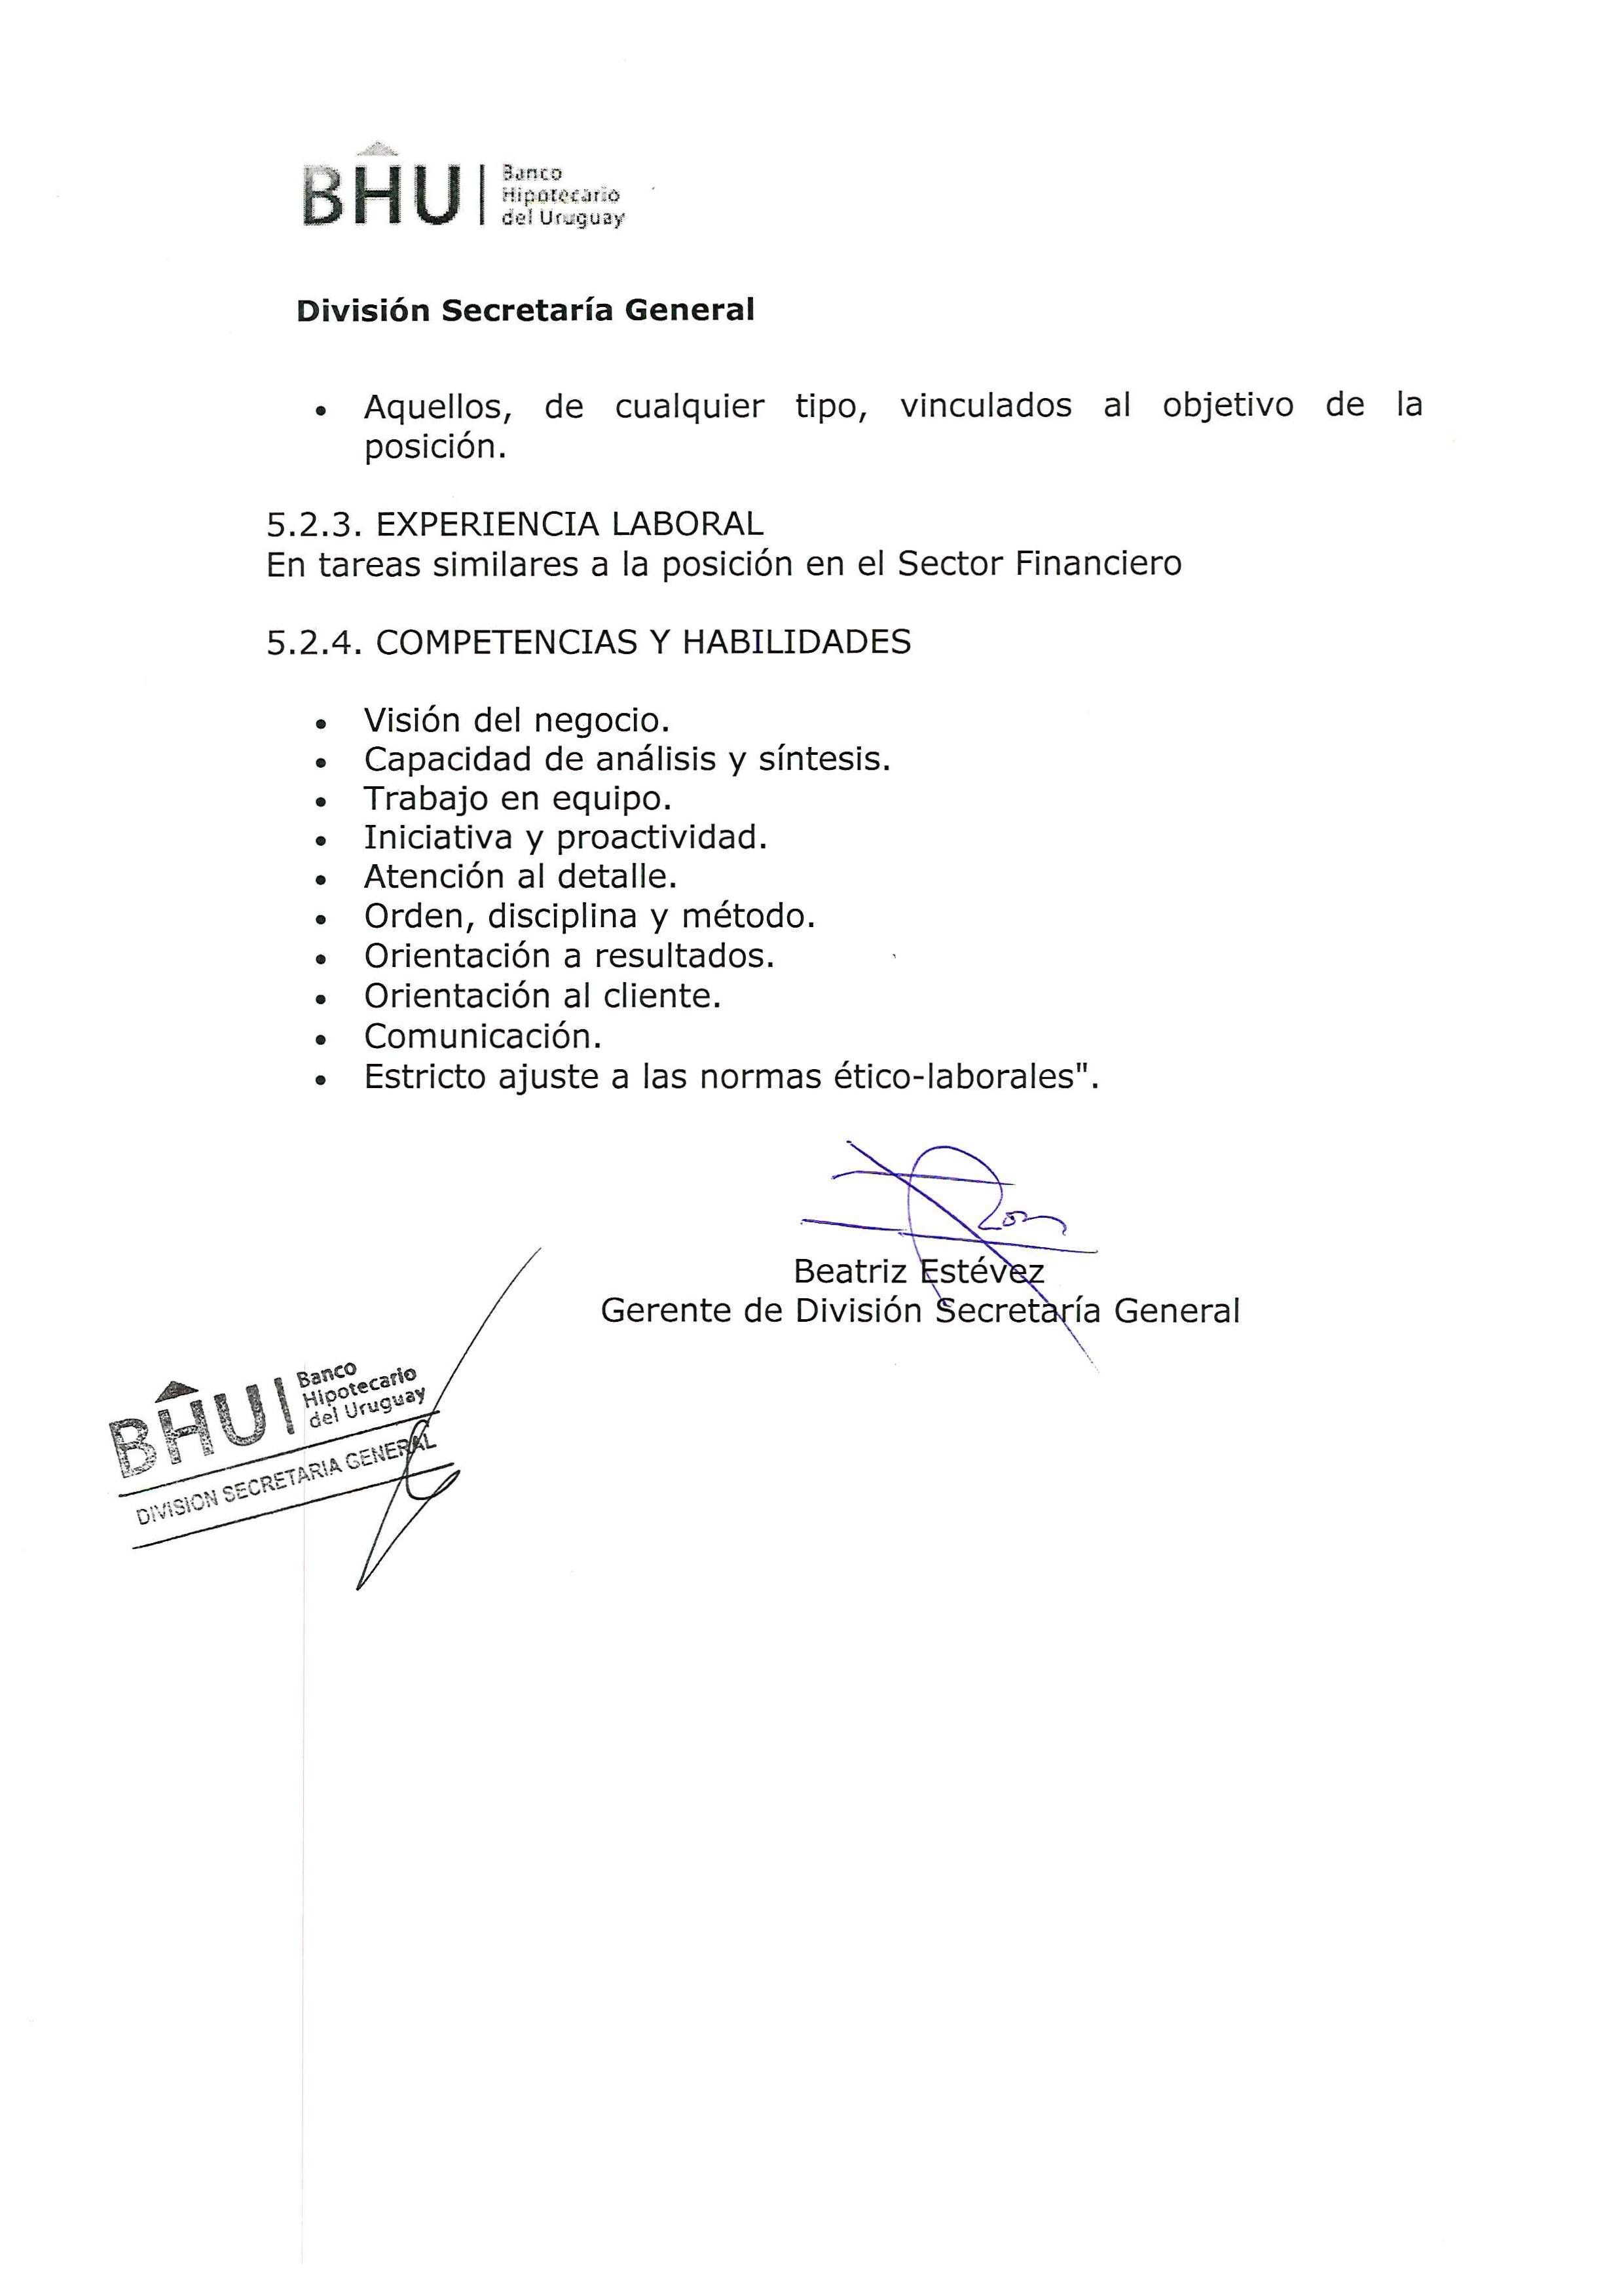 BHU
Banco
Hipotecario
del Uruguay
División Secretaría General
• Aquellos, de cualquier tipo, vinculados al objetivo de la
posición.
5.2.3. EXPERIENCIA LABORAL
En tareas similares a la posición en el Sector Financiero
5.2.4. COMPETENCIAS Y HABILIDADES
• Visión del negocio.
• Capacidad de análisis y síntesis.
• Trabajo en equipo.
• Iniciativa y proactividad.
• Atención al detalle.
• Orden, disciplina y método.
• Orientación a resultados.
• Orientación al cliente.
• Comunicación.
• Estricto ajuste a las normas ético-laborales".
Beatriz Estévez
Gerente de División Secretaría General
BHU
Banco
Hipotecario
del Uruguay
DIVISION SECRETARIA GENERAL